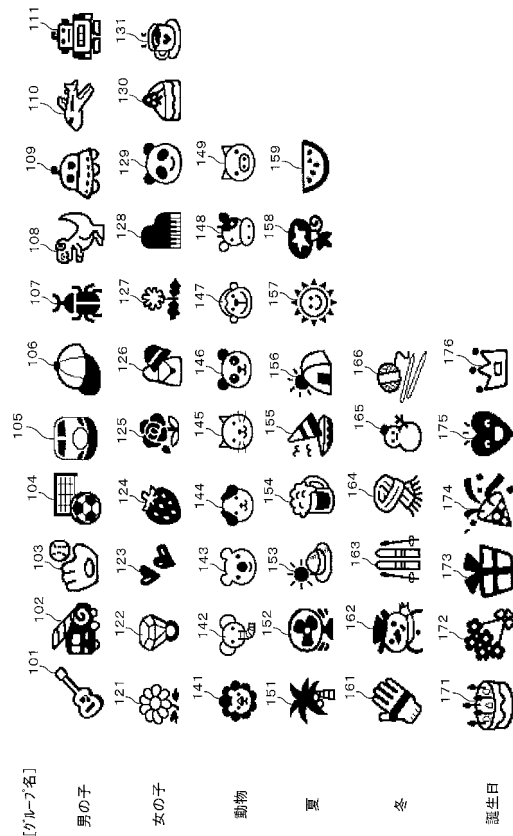 [グループ名]
男の子 101 102 103 104 105 106 107 108 109 110 111
女の子 121 122 123 124 125 126 127 128 129 130 131
動物 141 142 143 144 145 146 147 148 149
夏 151 152 153 154 155 156 157 158 159
冬 161 162 163 164 165 166
誕生日 171 172 173 174 175 176